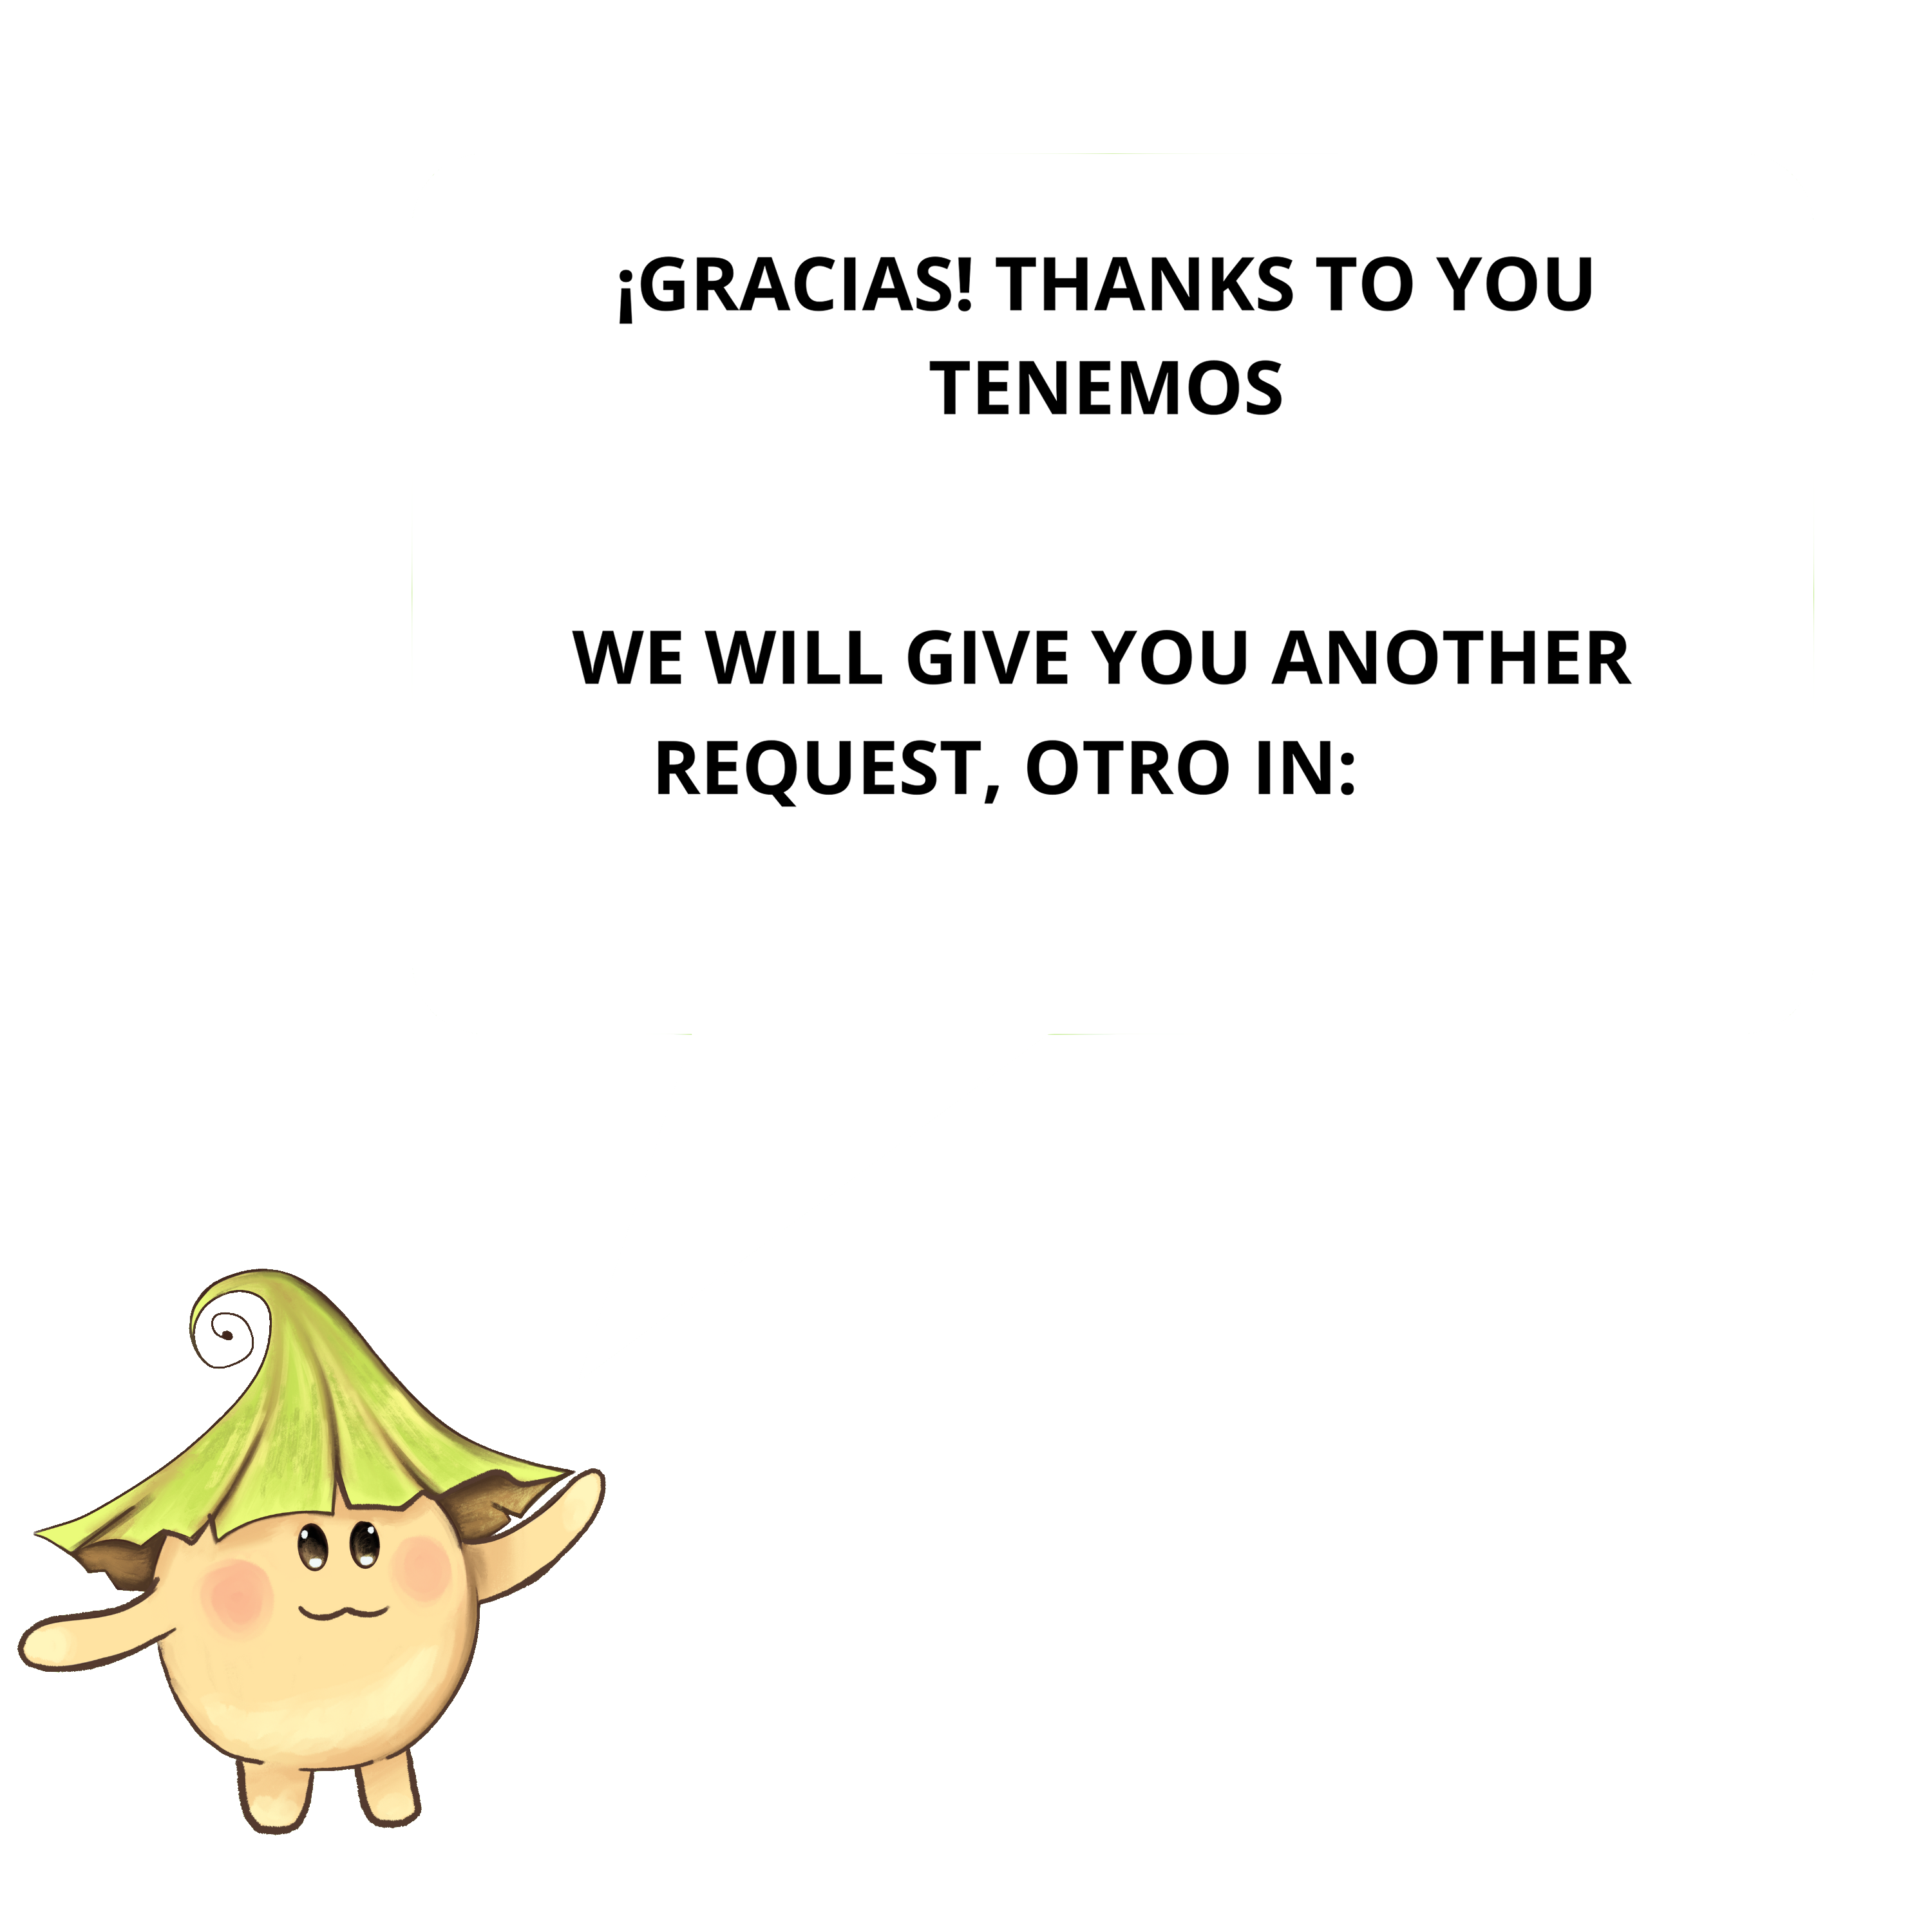 ¡GRACIAS! THANKS TO YOU
TENEMOS
WE WILL GIVE YOU ANOTHER
REQUEST, OTRO IN: